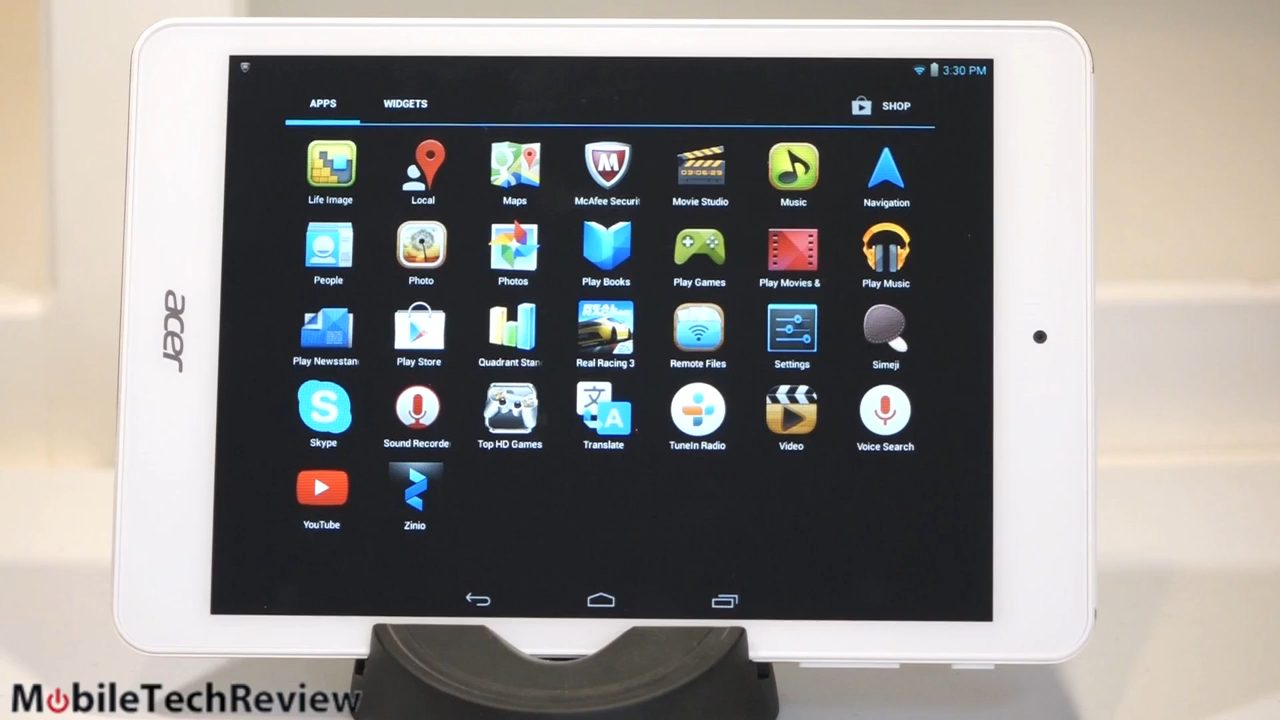 3:30 PM
APPS WIDGETS SHOP
Life Image Local Maps McAfee Securit Movie Studio Music Navigation
People Photo Photos Play Books Play Games Play Movies & Play Music
Play Newsstan Play Store Quadrant Stan Real Racing 3 Remote Files Settings Simeji
Skype Sound Recorde Top HD Games Translate TuneIn Radio Video Voice Search
YouTube Zinio
acer
MobileTechReview